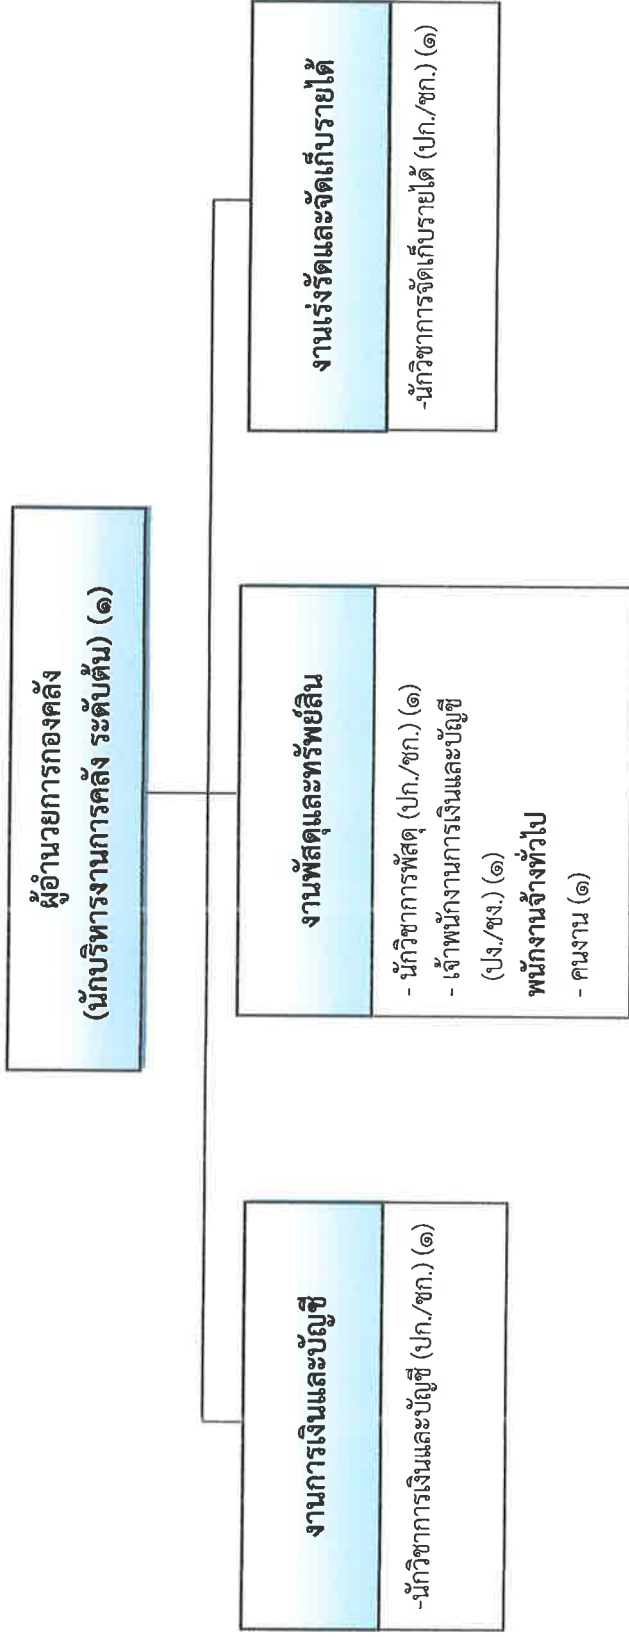 ผู้อำนวยการกองคลัง
(นักบริหารงานการคลัง ระดับต้น) (๑)
งานการเงินและบัญชี
-นักวิชาการเงินและบัญชี (ปก./ชก.) (๑)
งานพัสดุและทรัพย์สิน
- นักวิชาการพัสดุ (ปก./ชก.) (๑)
- เจ้าพนักงานการเงินและบัญชี
(ปง./ชง.) (๑)
พนักงานจ้างทั่วไป
- คนงาน (๑)
งานเร่งรัดและจัดเก็บรายได้
-นักวิชาการจัดเก็บรายได้ (ปก./ชก.) (๑)